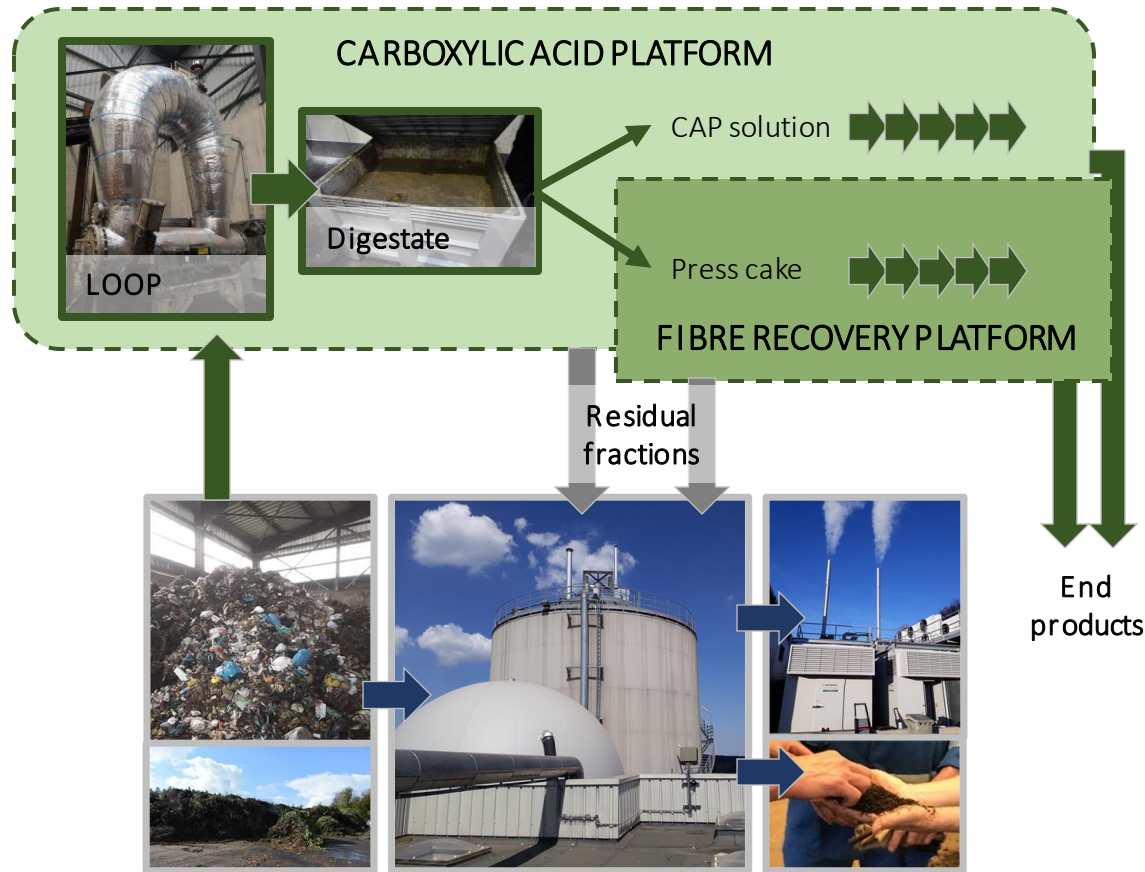 CARBOXYLIC ACID PLATFORM
LOOP
Digestate
CAP solution
Press cake
FIBRE RECOVERY PLATFORM
Residual
fractions
End
products